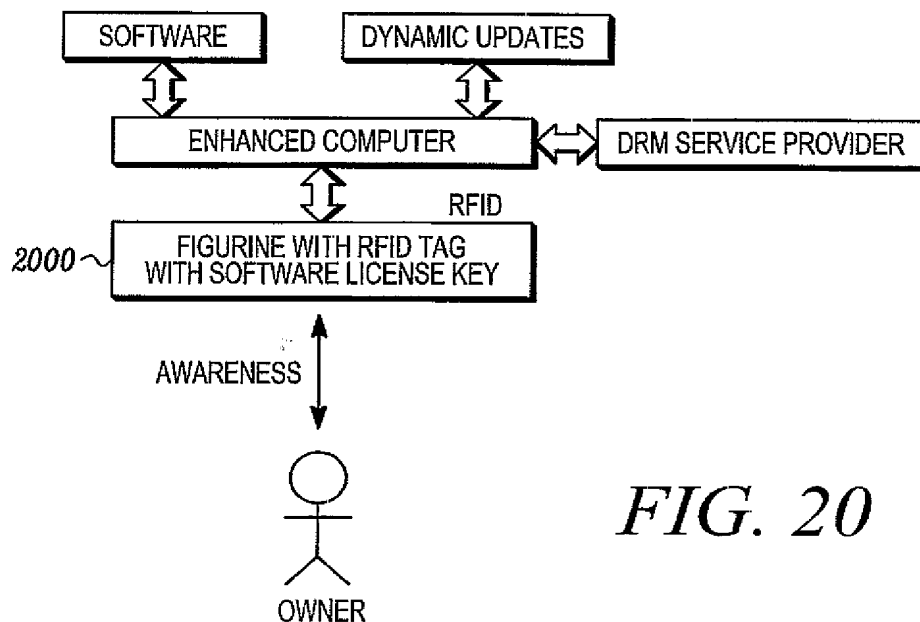 SOFTWARE
DYNAMIC UPDATES
ENHANCED COMPUTER
DRM SERVICE PROVIDER
RFID
2000
FIGURINE WITH RFID TAG
WITH SOFTWARE LICENSE KEY
AWARENESS
OWNER
FIG. 20